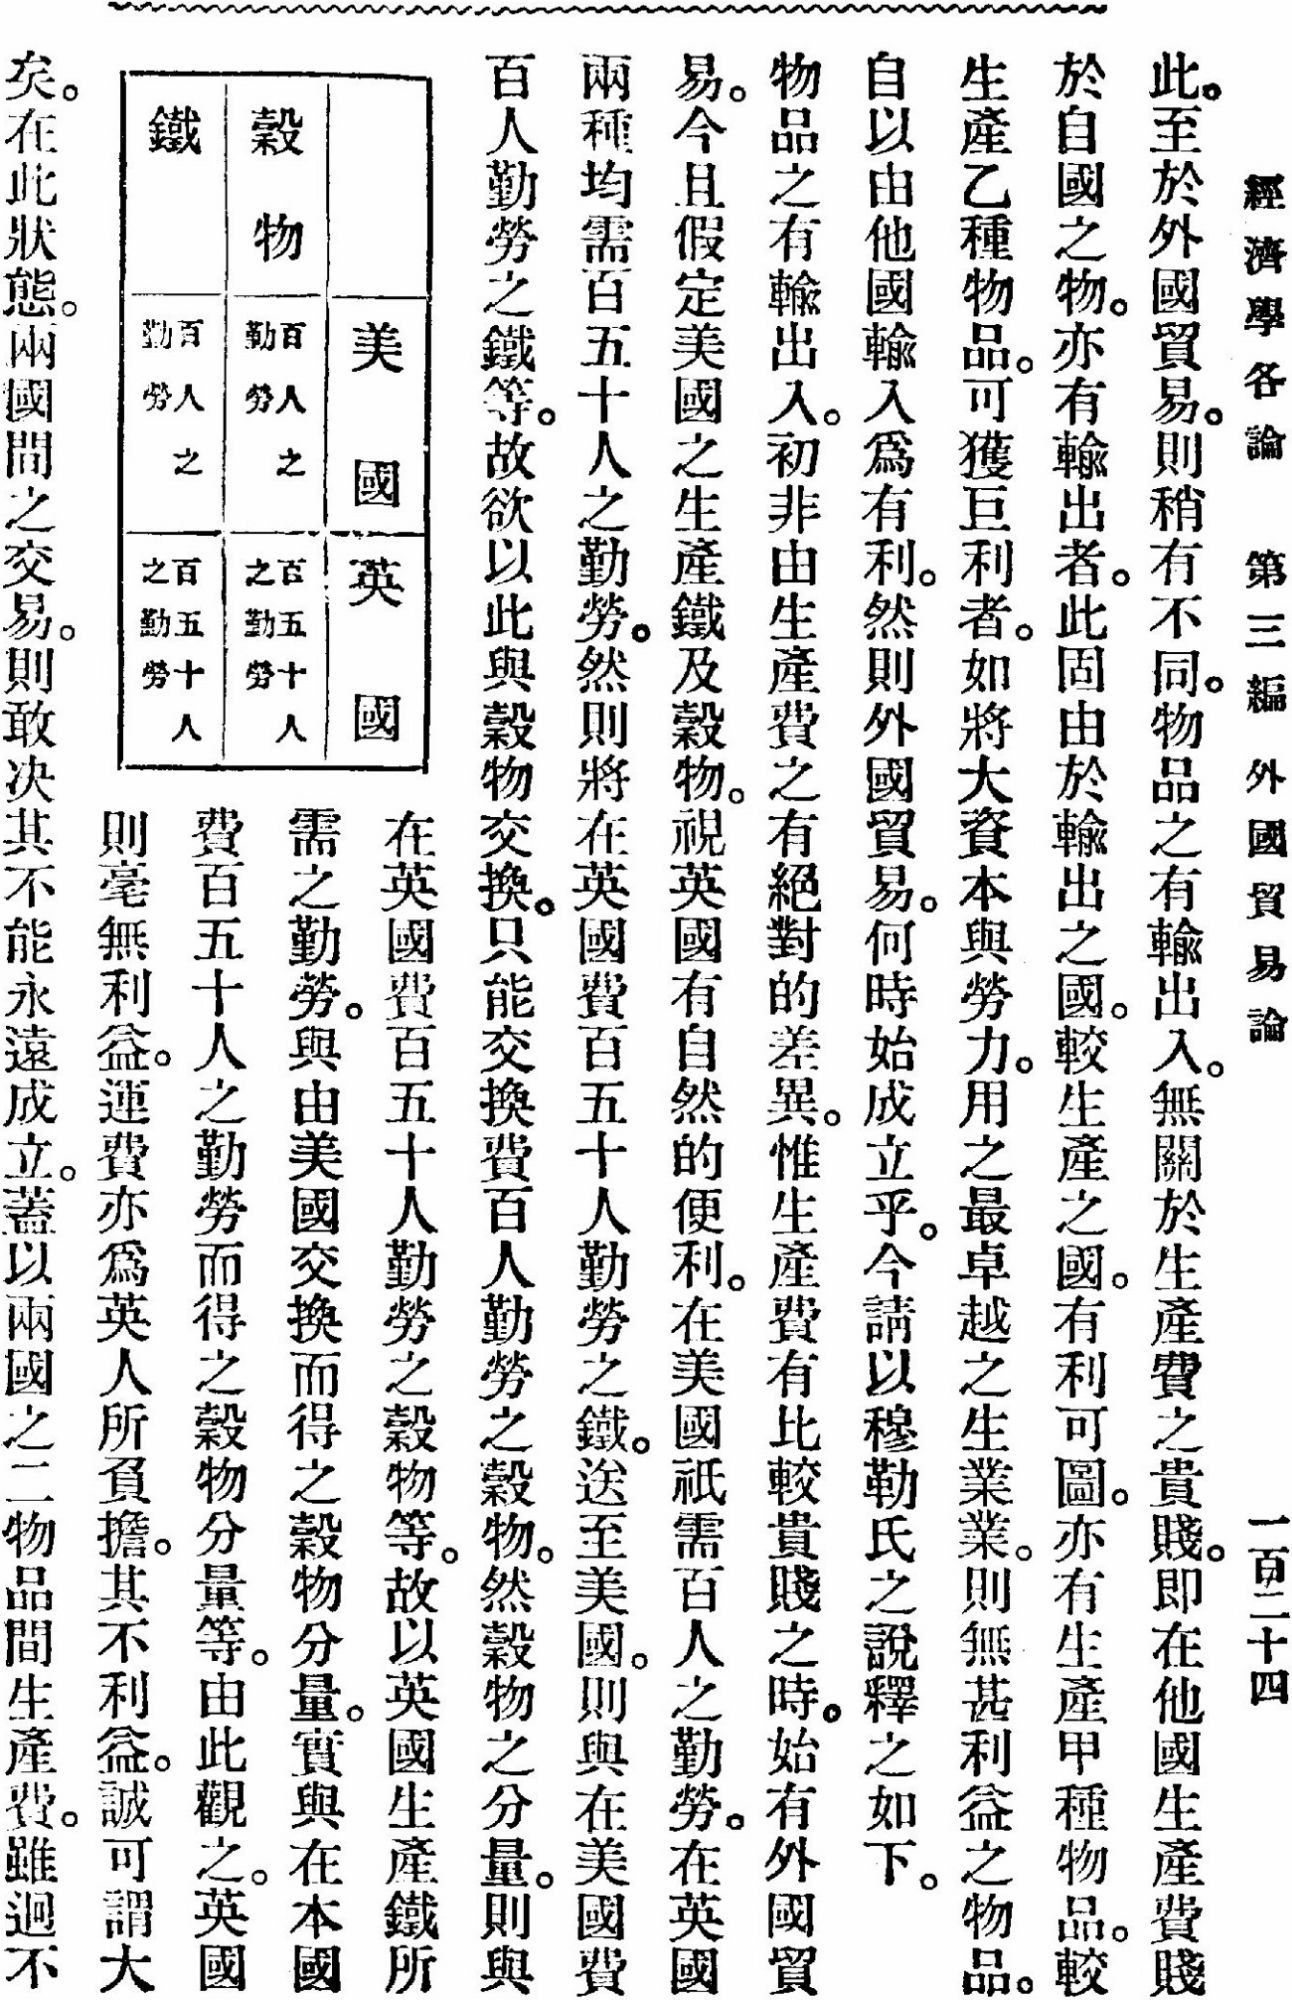 經濟學各論　第三編　外國貿易論　一百二十四
此。至於外國貿易。則稍有不同。物品之有輸出入。無關於生產費之貴賤。即在他國生產費賤
於自國之物。亦有輸出者。此固由於輸出之國。較生產之國。有利可圖。亦有生產甲種物品。較
生產乙種物品。可獲巨利者。如將大資本與勞力。用之最卓越之生業業。則無甚利益之物品。
自以由他國輸入爲有利。然則外國貿易。何時始成立乎。今請以穆勒氏之說釋之如下。
物品之有輸出入。初非由生產費之有絕對的差異。惟生產費有比較貴賤之時。始有外國貿
易。今且假定美國之生產鐵及穀物。視英國有自然的便利。在美國祇需百人之勤勞。在英國
兩種均需百五十人之勤勞。然則將在英國費百五十人勤勞之鐵。送至美國。則與在美國費
百人勤勞之鐵等。故欲以此與穀物交換。只能交換費百人勤勞之穀物。然穀物之分量。則與
美國　英國
穀物　百人之勤勞　百五十人之勤勞
鐵　百人之勤勞　百五十人之勤勞
在英國費百五十人勤勞之穀物等。故以英國生產鐵所
需之勤勞。與由美國交換而得之穀物分量。實與在本國
費百五十人之勤勞而得之穀物分量等。由此觀之。英國
則毫無利益。運費亦爲英人所負擔。其不利益。誠可謂大
矣。在此狀態。兩國間之交易。則敢决其不能永遠成立。蓋以兩國之二物品間生產費。雖迥不